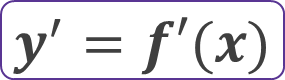 y′ = f′(x)